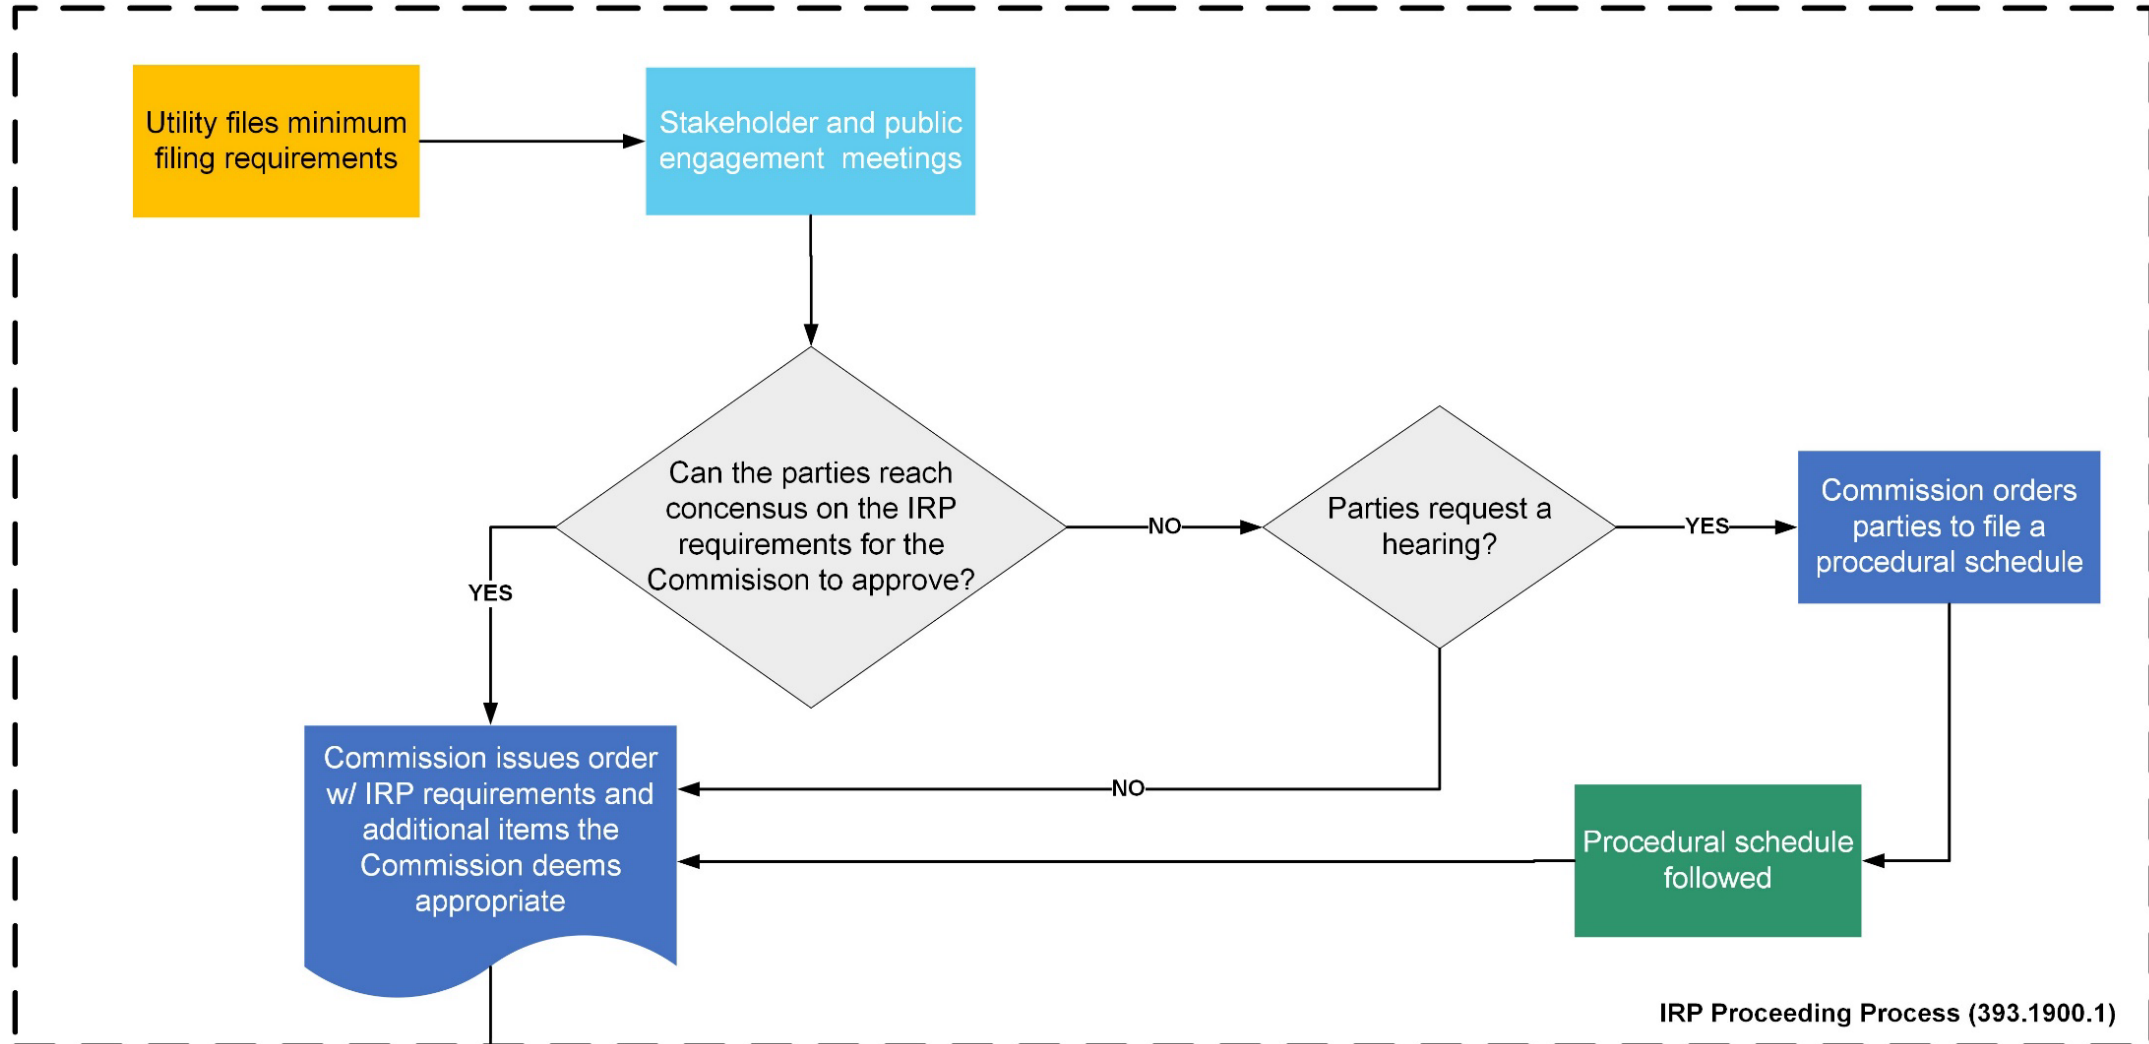 Utility files minimum
filing requirements
Stakeholder and public
engagement meetings
Can the parties reach
concensus on the IRP
requirements for the
Commisison to approve?
NO
Parties request a
hearing?
YES
Commission orders
parties to file a
procedural schedule
YES
Commission issues order
w/ IRP requirements and
additional items the
Commission deems
appropriate
NO
Procedural schedule
followed
IRP Proceeding Process (393.1900.1)